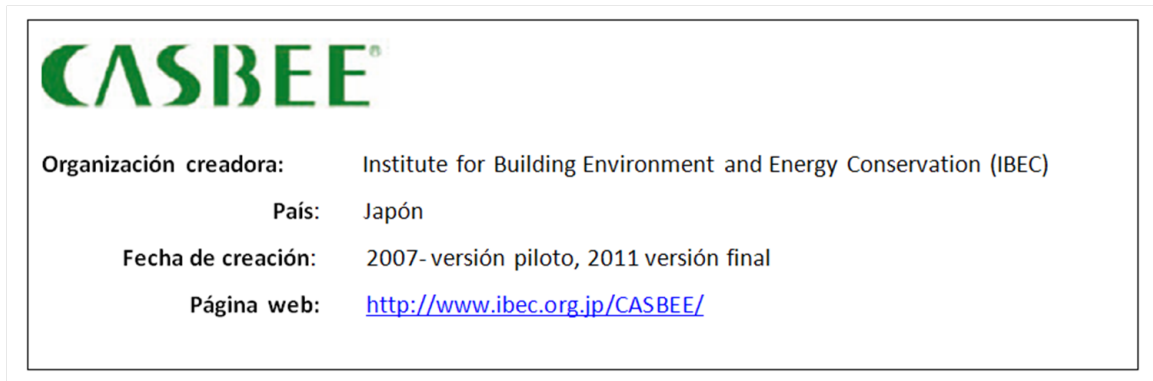 CASBEE®
Organización creadora: Institute for Building Environment and Energy Conservation (IBEC)
País: Japón
Fecha de creación: 2007- versión piloto, 2011 versión final
Página web: http://www.ibec.org.jp/CASBEE/